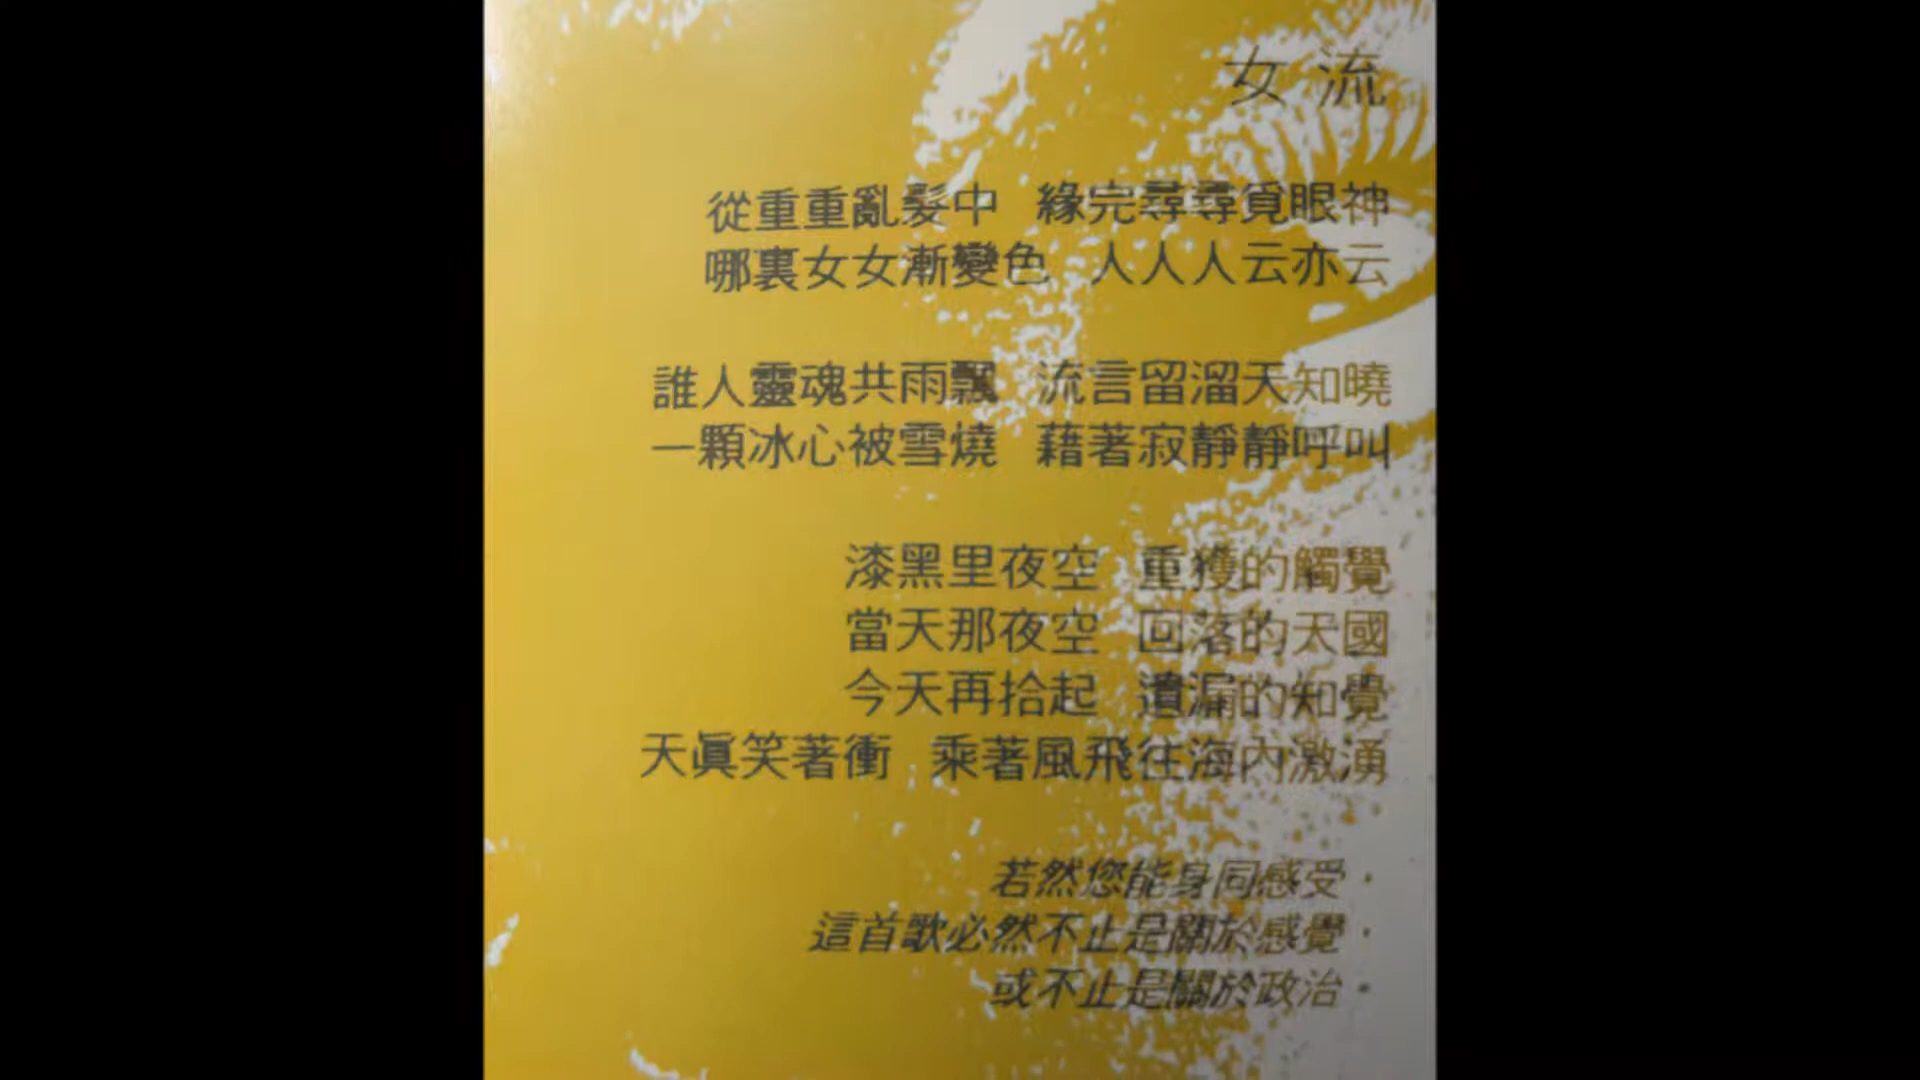 女 流
從重重亂髮中 緣完尋尋覓眼神
哪裏女女漸變色 人人人云亦云
誰人靈魂共雨飄 流言留溜天知曉
一顆冰心被雪燒 藉著寂靜靜呼叫
漆黑里夜空 重獲的觸覺
當天那夜空 回落的天國
今天再拾起 遺漏的知覺
天眞笑著衝 乘著風飛往海內激湧
若然您能身同感受．
這首歌必然不止是關於感覺．
或不止是關於政治．